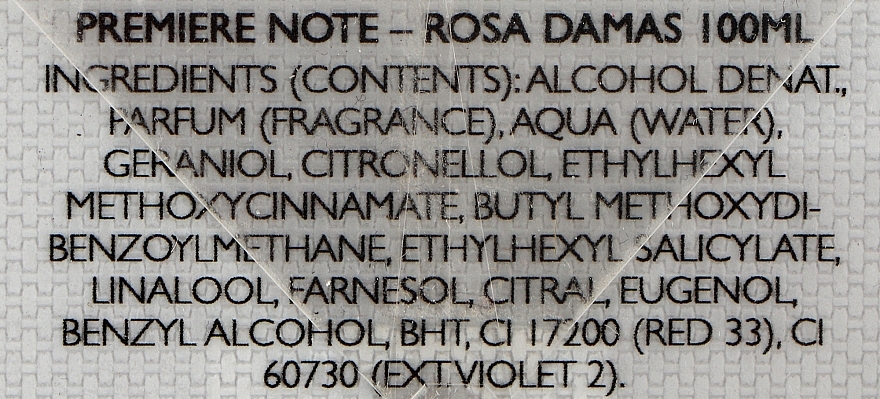 PREMIERE NOTE – ROSA DAMAS 100ML
INGREDIENTS (CONTENTS): ALCOHOL DENAT.,
PARFUM (FRAGRANCE), AQUA (WATER),
GERANIOL, CITRONELLOL, ETHYLHEXYL
METHOXYCINNAMATE, BUTYL METHOXYDI-
BENZOYLMETHANE, ETHYLHEXYL SALICYLATE,
LINALOOL, FARNESOL, CITRAL, EUGENOL,
BENZYL ALCOHOL, BHT, CI 17200 (RED 33), CI
60730 (EXT.VIOLET 2).